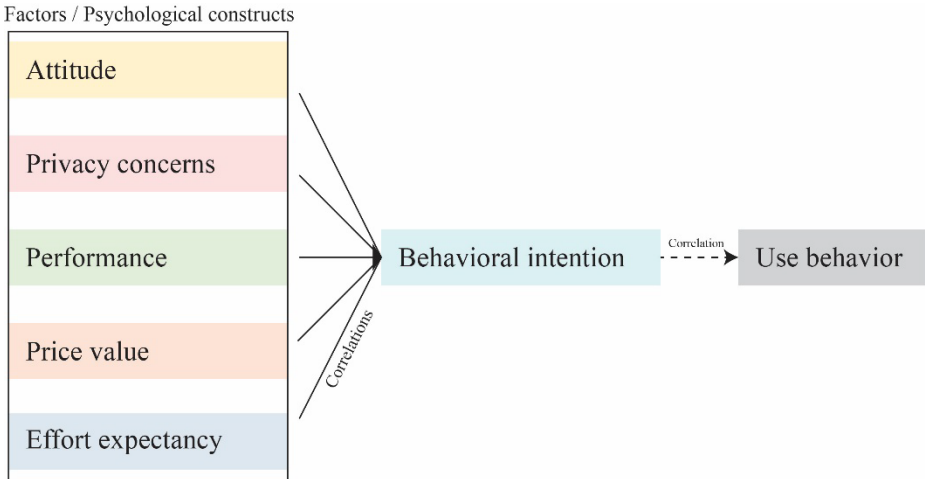 Factors / Psychological constructs
Attitude
Privacy concerns
Performance
Price value
Effort expectancy
Correlations
Behavioral intention
Correlation
Use behavior